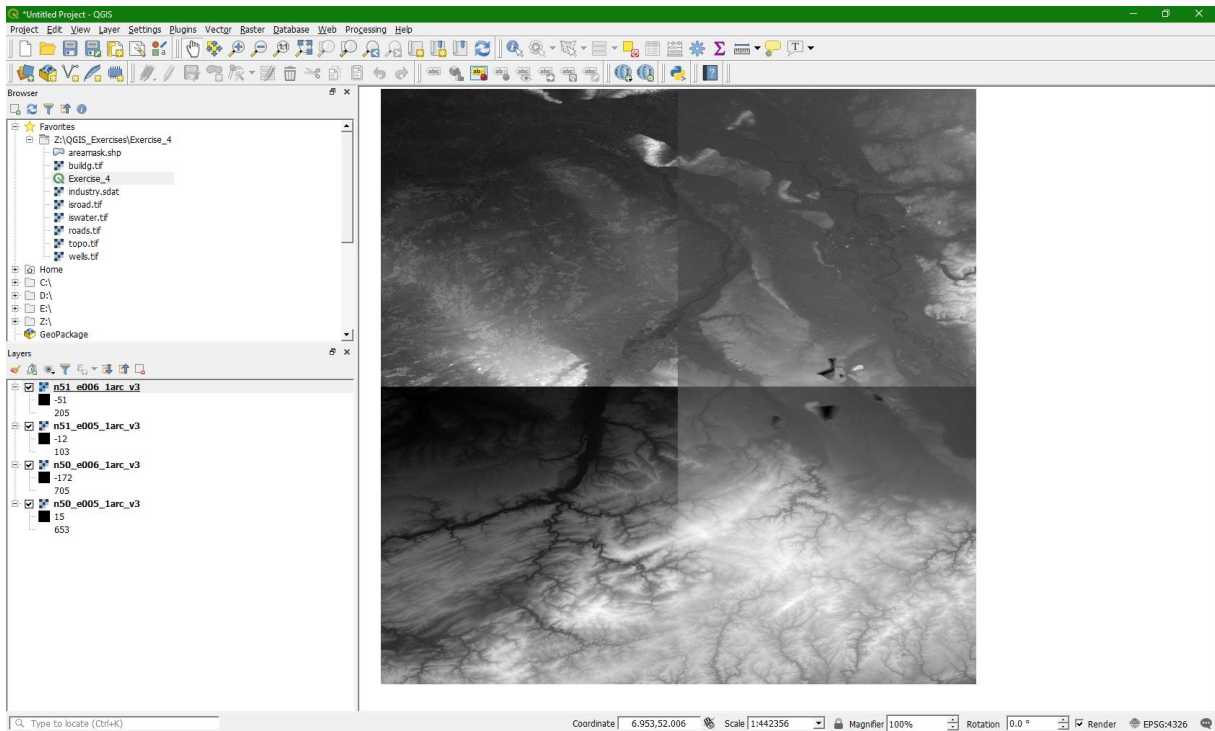 *Untitled Project - QGIS
Project Edit View Layer Settings Plugins Vector Raster Database Web Processing Help
Browser
Favorites
Z:\QGIS_Exercises\Exercise_4
areamask.shp
buildg.tif
Exercise_4
industry.sdat
isroad.tif
iswater.tif
roads.tif
topo.tif
wells.tif
Home
C:\
D:\
E:\
Z:\
GeoPackage
Layers
n51_e006_1arc_v3
-51
205
n51_e005_1arc_v3
-12
103
n50_e006_1arc_v3
-172
705
n50_e005_1arc_v3
15
653
Type to locate (Ctrl+K) Coordinate 6.953,52.006 Scale 1:442356 Magnifier 100% Rotation 0.0 ° Render EPSG:4326